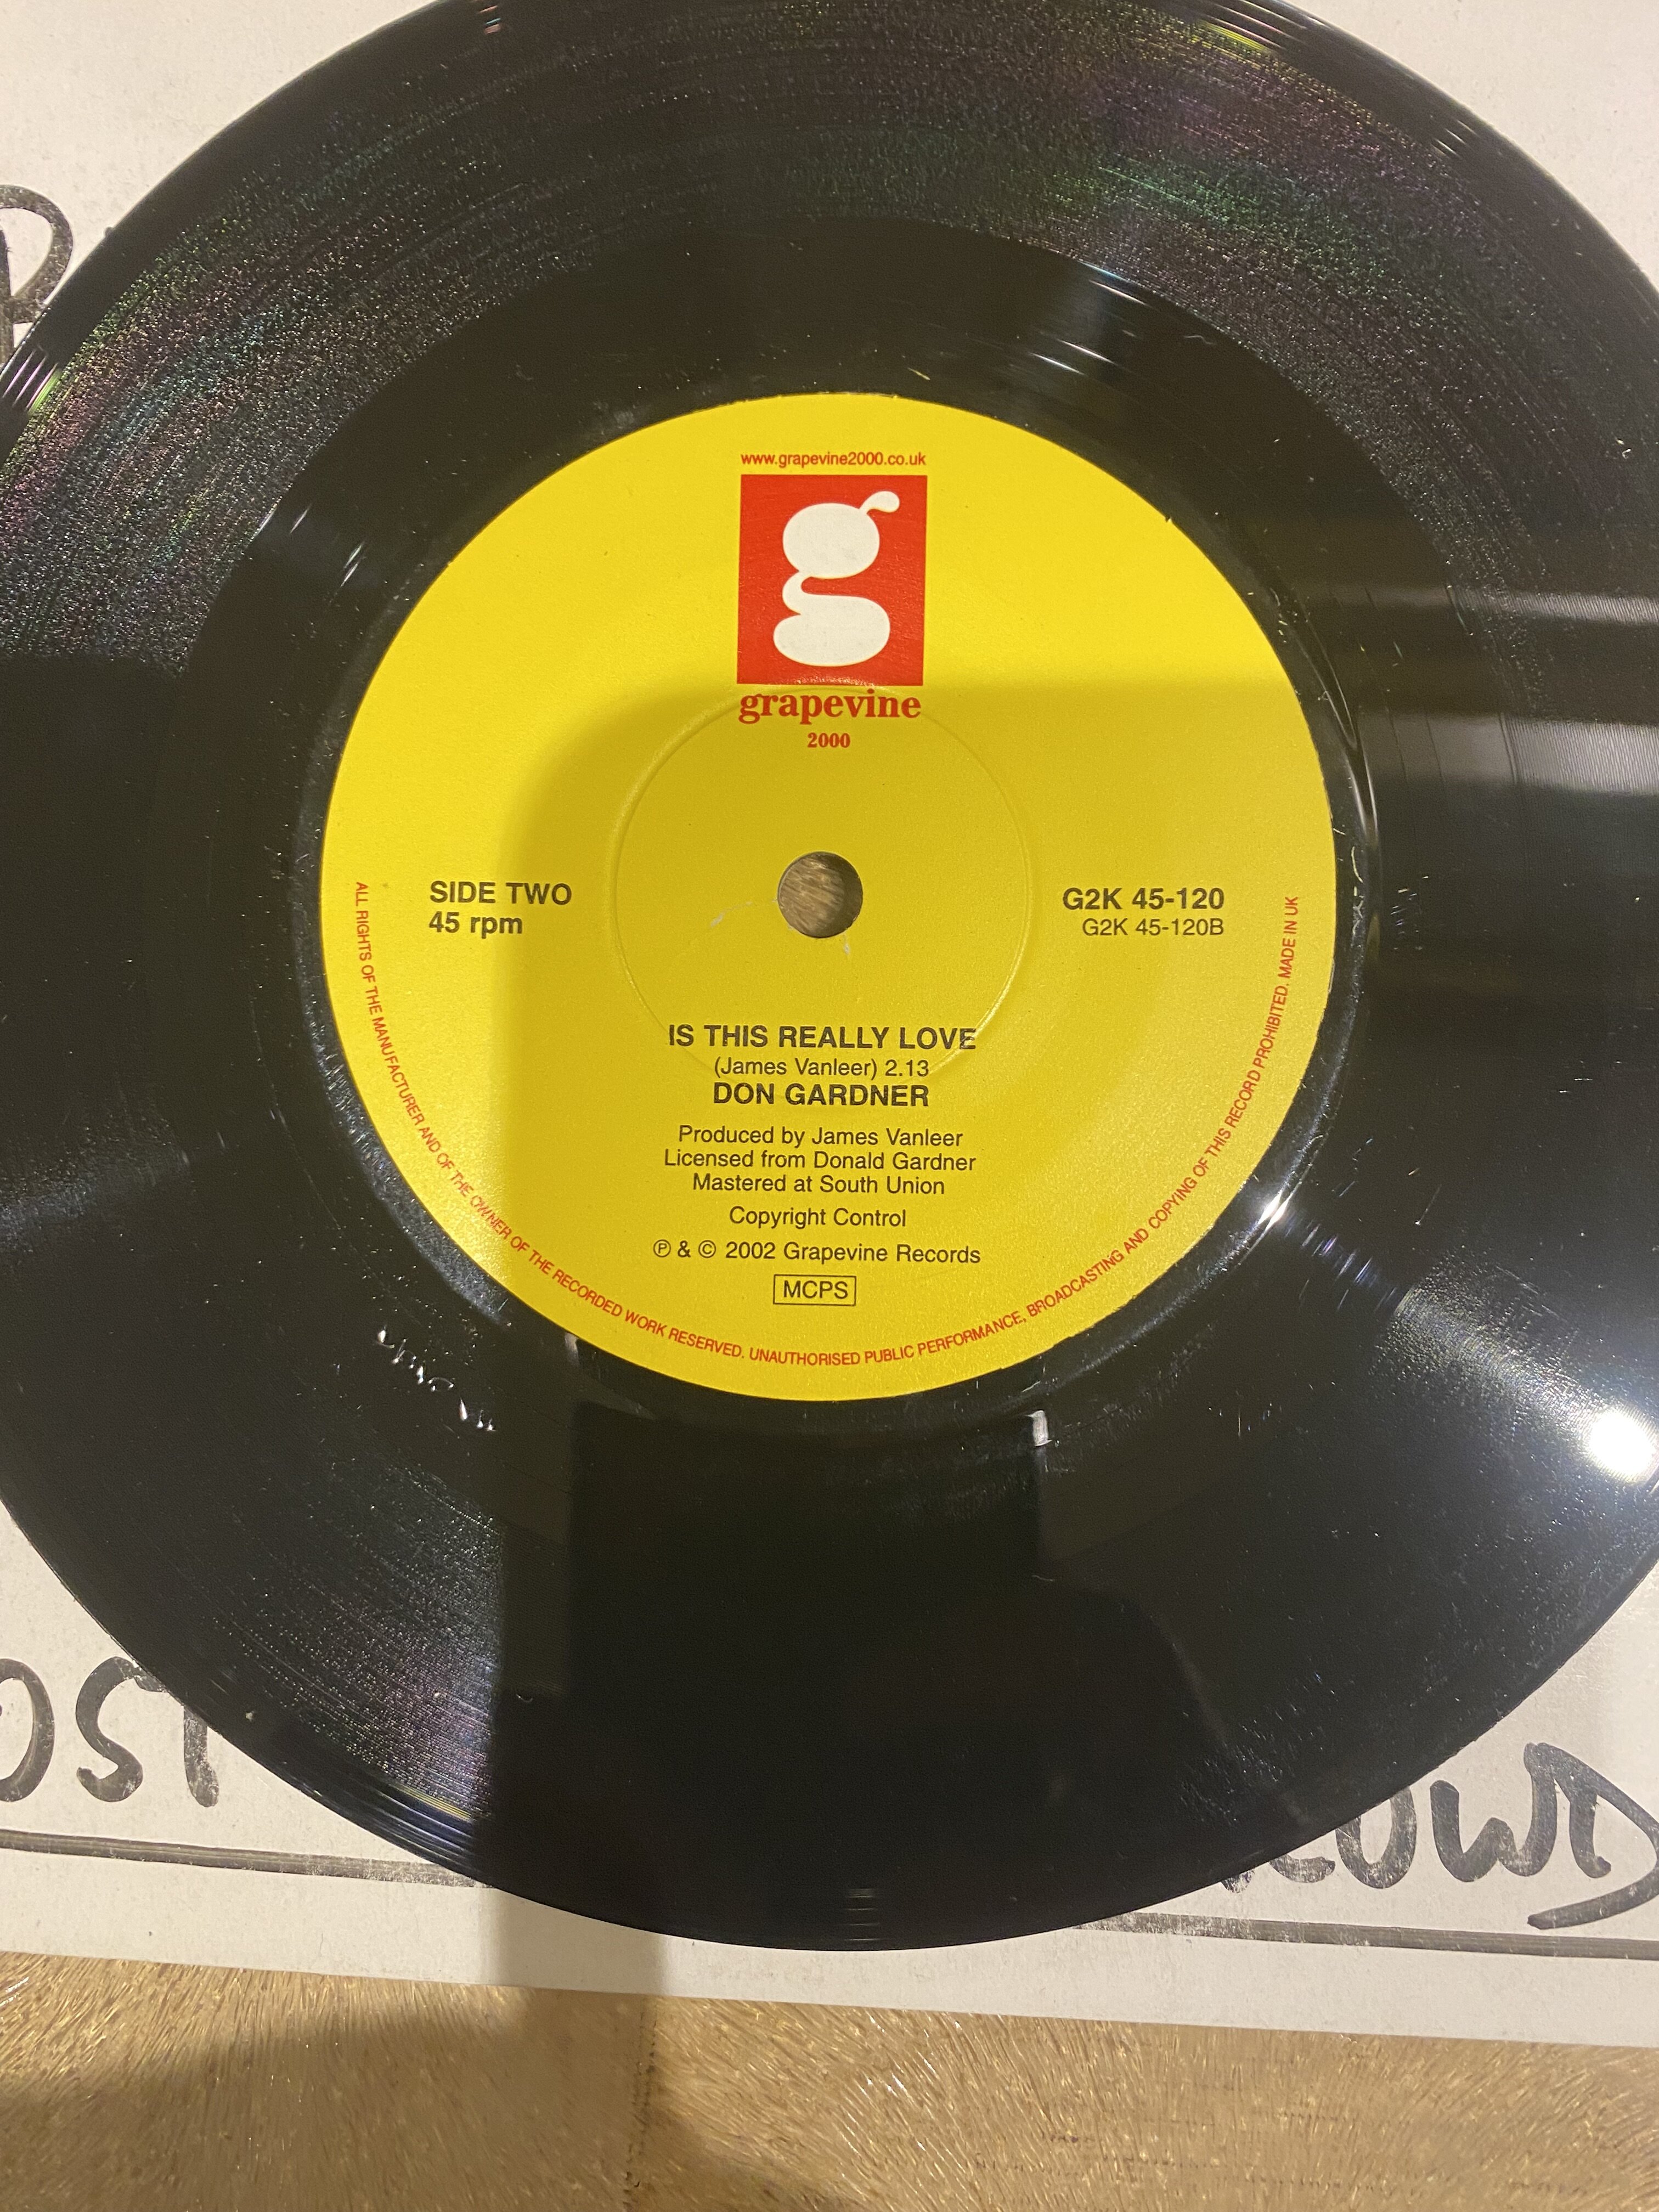 www.grapevine2000.co.uk
g
grapevine
2000
SIDE TWO
45 rpm
G2K 45-120
G2K 45-120B
IS THIS REALLY LOVE
(James Vanleer) 2.13
DON GARDNER
Produced by James Vanleer
Licensed from Donald Gardner
Mastered at South Union
Copyright Control
℗ & © 2002 Grapevine Records
MCPS
ALL RIGHTS OF THE MANUFACTURER AND OF THE OWNER OF THE RECORDED WORK RESERVED. UNAUTHORISED PUBLIC PERFORMANCE, BROADCASTING AND COPYING OF THIS RECORD PROHIBITED. MADE IN UK